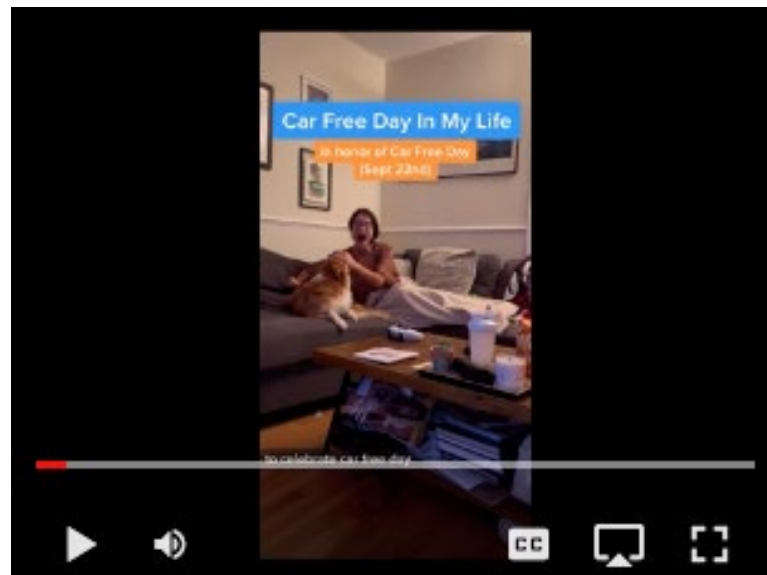 Car Free Day In My Life
in honor of Car Free Day
(Sept 22nd)
to celebrate car free day
CC